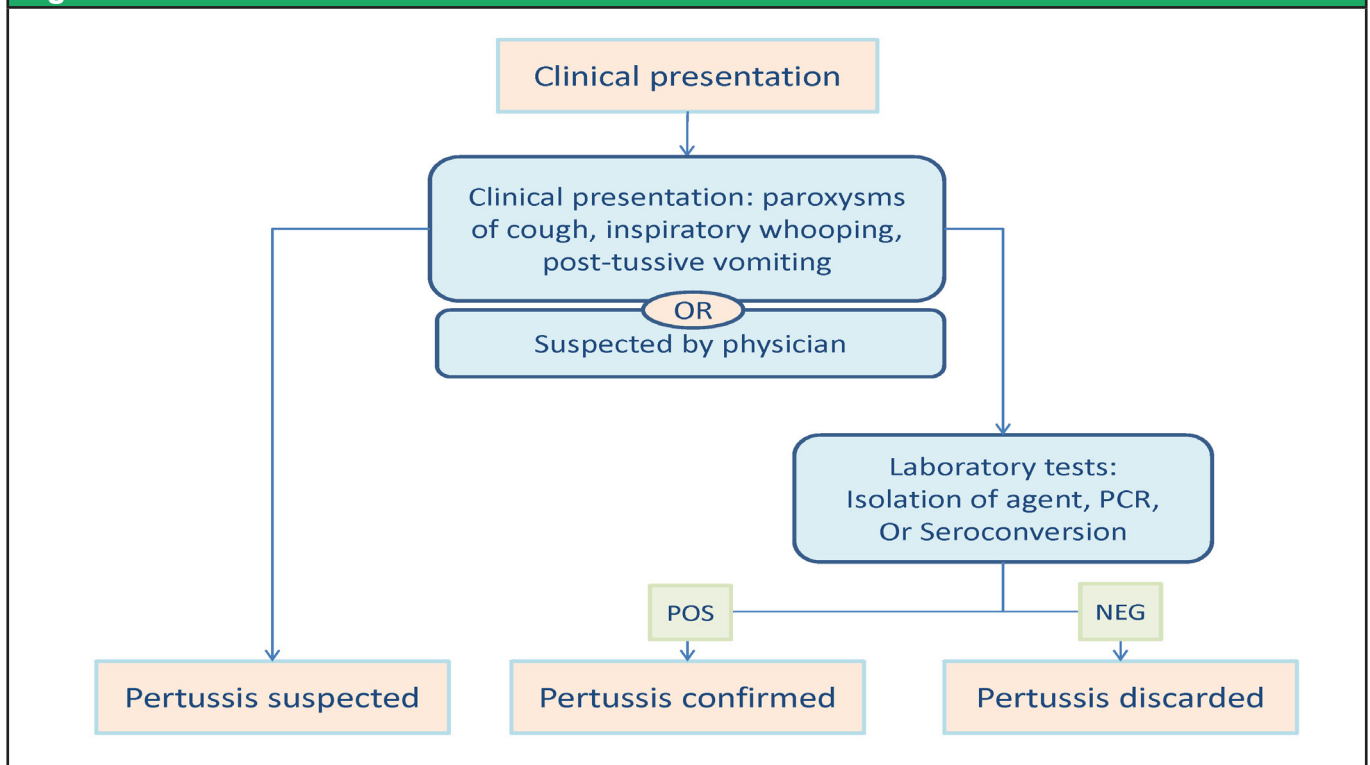 Clinical presentation
Clinical presentation: paroxysms
of cough, inspiratory whooping,
post-tussive vomiting
OR
Suspected by physician
Laboratory tests:
Isolation of agent, PCR,
Or Seroconversion
POS
NEG
Pertussis suspected
Pertussis confirmed
Pertussis discarded